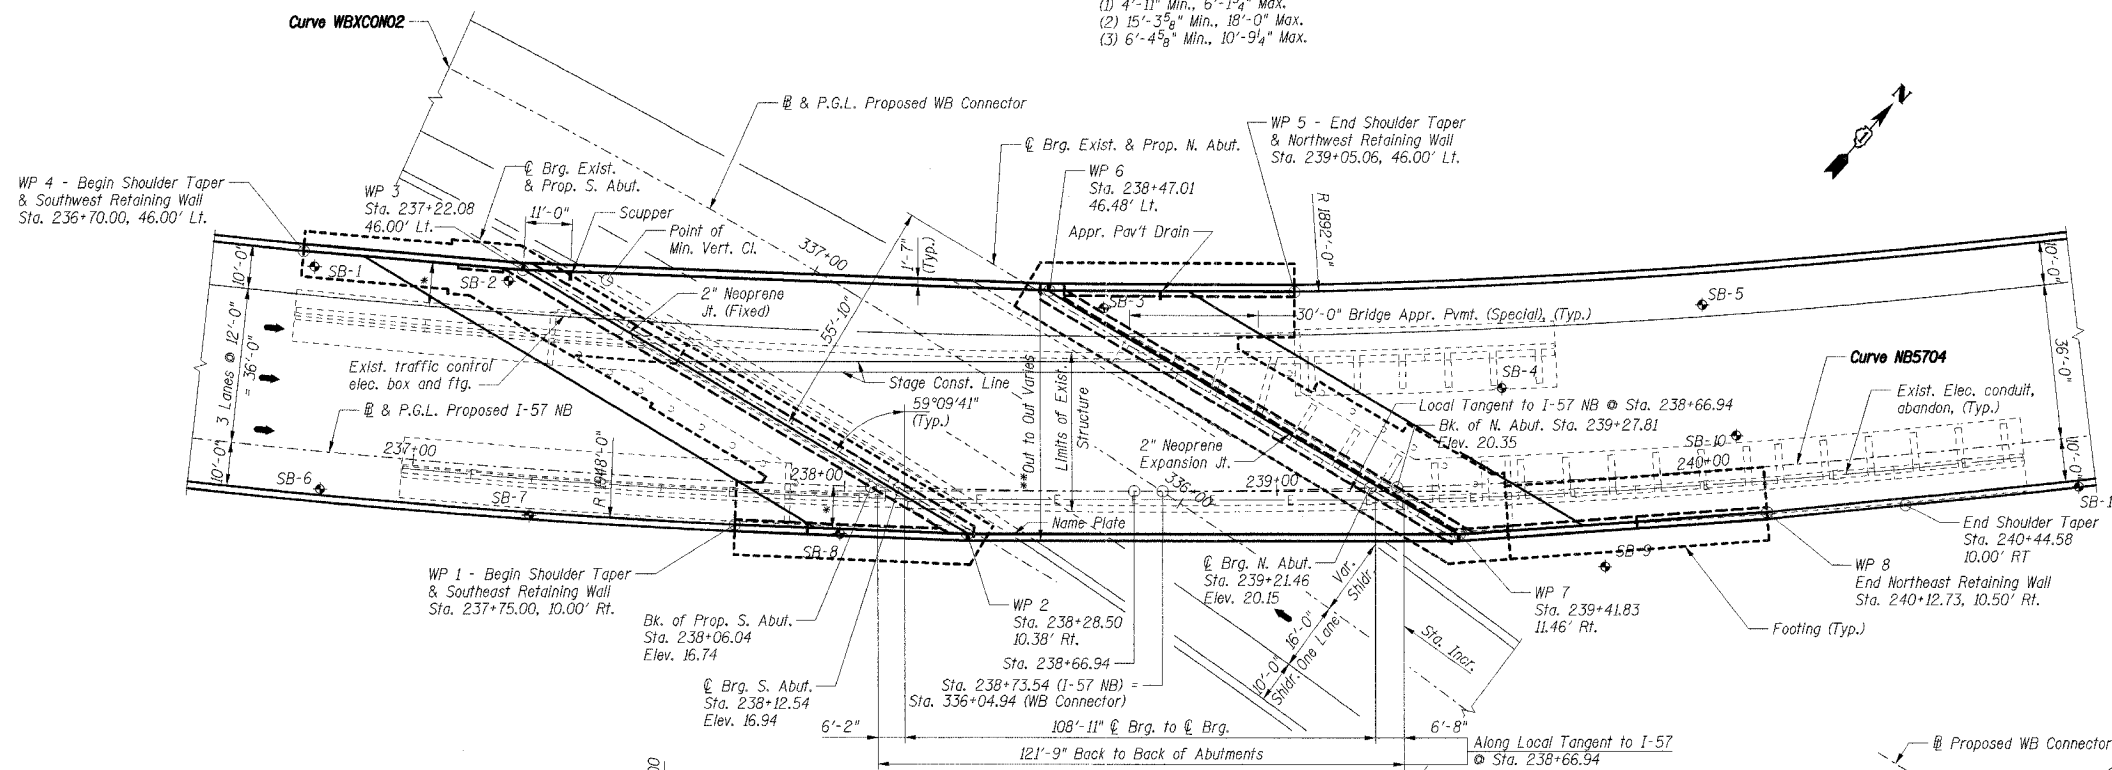 (1) 4'-11" Min., 6'-1 3/4" Max.
(2) 15'-3 5/8" Min., 18'-0" Max.
(3) 6'-4 5/8" Min., 10'-9 1/4" Max.
Curve WBXCON02
℄ & P.G.L. Proposed WB Connector
N
WP 5 - End Shoulder Taper
& Northwest Retaining Wall
Sta. 239+05.06, 46.00' Lt.
℄ Brg. Exist. & Prop. N. Abut.
WP 6
Sta. 238+47.01
46.48' Lt.
℄ Brg. Exist.
& Prop. S. Abut.
WP 4 - Begin Shoulder Taper
& Southwest Retaining Wall
Sta. 236+70.00, 46.00' Lt.
WP 3
Sta. 237+22.08
46.00' Lt.
11'-0"
Scupper
Point of
Min. Vert. Cl.
337+00
1'-7"
(Typ.)
Appr. Pav't Drain
R 1892'-0"
10'-0"
SB-1
SB-2
*
SB-3
SB-5
10'-0"
2" Neoprene
Jt. (Fixed)
55'-10"
30'-0" Bridge Appr. Pvmt. (Special), (Typ.)
3 Lanes @ 12'-0"
= 36'-0"
Exist. traffic control
elec. box and ftg.
Stage Const. Line
**Out to Out Varies
Limits of Exist.
Structure
SB-4
Curve NB5704
36'-0"
Exist. Elec. conduit,
abandon, (Typ.)
℄ & P.G.L. Proposed I-57 NB
59°09'41"
(Typ.)
Local Tangent to I-57 NB @ Sta. 238+66.94
Bk. of N. Abut. Sta. 239+27.81
Elev. 20.35
2" Neoprene
Expansion Jt.
SB-10
10'-0"
237+00
238+00
336+00
239+00
240+00
10'-0"
SB-6
SB-7
R 1948'-0"
*
Name Plate
SB-8
SB-9
SB-1
End Shoulder Taper
Sta. 240+44.58
10.00' RT
WP 1 - Begin Shoulder Taper
& Southeast Retaining Wall
Sta. 237+75.00, 10.00' Rt.
Bk. of Prop. S. Abut.
Sta. 238+06.04
Elev. 16.74
WP 2
Sta. 238+28.50
10.38' Rt.
℄ Brg. N. Abut.
Sta. 239+21.46
Elev. 20.15
Var.
Shldr.
16'-0"
One Lane
10'-0"
Shldr.
WP 7
Sta. 239+41.83
11.46' Rt.
WP 8
End Northeast Retaining Wall
Sta. 240+12.73, 10.50' Rt.
Footing (Typ.)
Sta. Incr.
Sta. 238+66.94
Sta. 238+73.54 (I-57 NB) =
Sta. 336+04.94 (WB Connector)
℄ Brg. S. Abut.
Sta. 238+12.54
Elev. 16.94
6'-2"
108'-11" ℄ Brg. to ℄ Brg.
6'-8"
121'-9" Back to Back of Abutments
Along Local Tangent to I-57
@ Sta. 238+66.94
℄ Proposed WB Connector
00